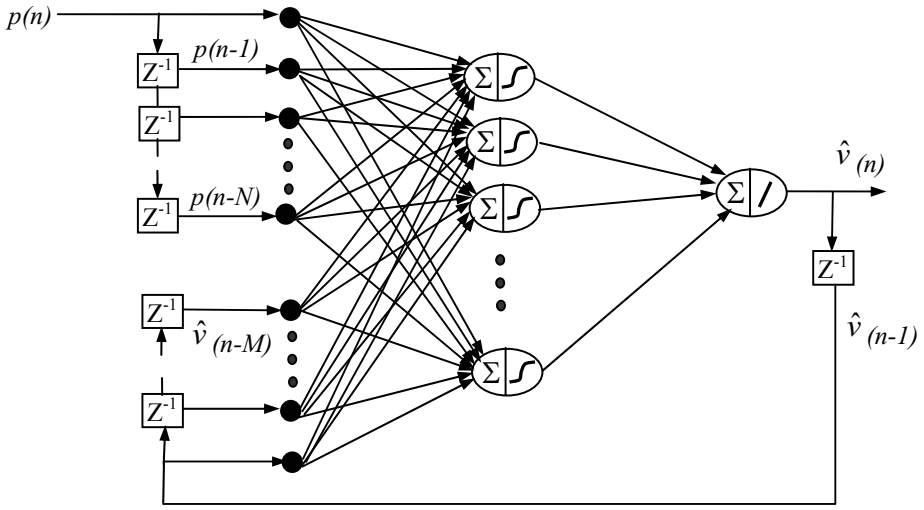 p(n)
p(n-1)
Z⁻¹
Z⁻¹
p(n-N)
Z⁻¹
Z⁻¹
v̂ (n-M)
Z⁻¹
Σ
Σ
Σ
Σ
Σ
v̂ (n)
Z⁻¹
v̂ (n-1)